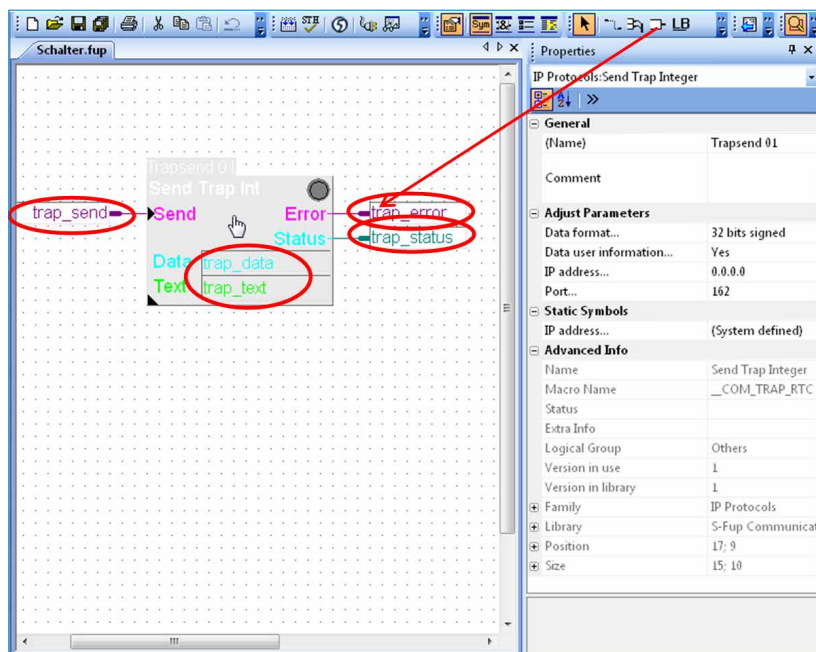 Sym
LB
Schalter.fup
Properties
IP Protocols:Send Trap Integer
General
(Name) Trapsend 01
Comment
Adjust Parameters
Data format... 32 bits signed
Data user information... Yes
IP address... 0.0.0.0
Port... 162
Static Symbols
IP address... (System defined)
Advanced Info
Name Send Trap Integer
Macro Name __COM_TRAP_RTC
Status
Extra Info
Logical Group Others
Version in use 1
Version in library 1
Family IP Protocols
Library S-Fup Communicat
Position 17; 9
Size 15; 10
Trapsend 01
Send Trap Int
trap_send Send Error trap_error
Status trap_status
Data trap_data
Text trap_text